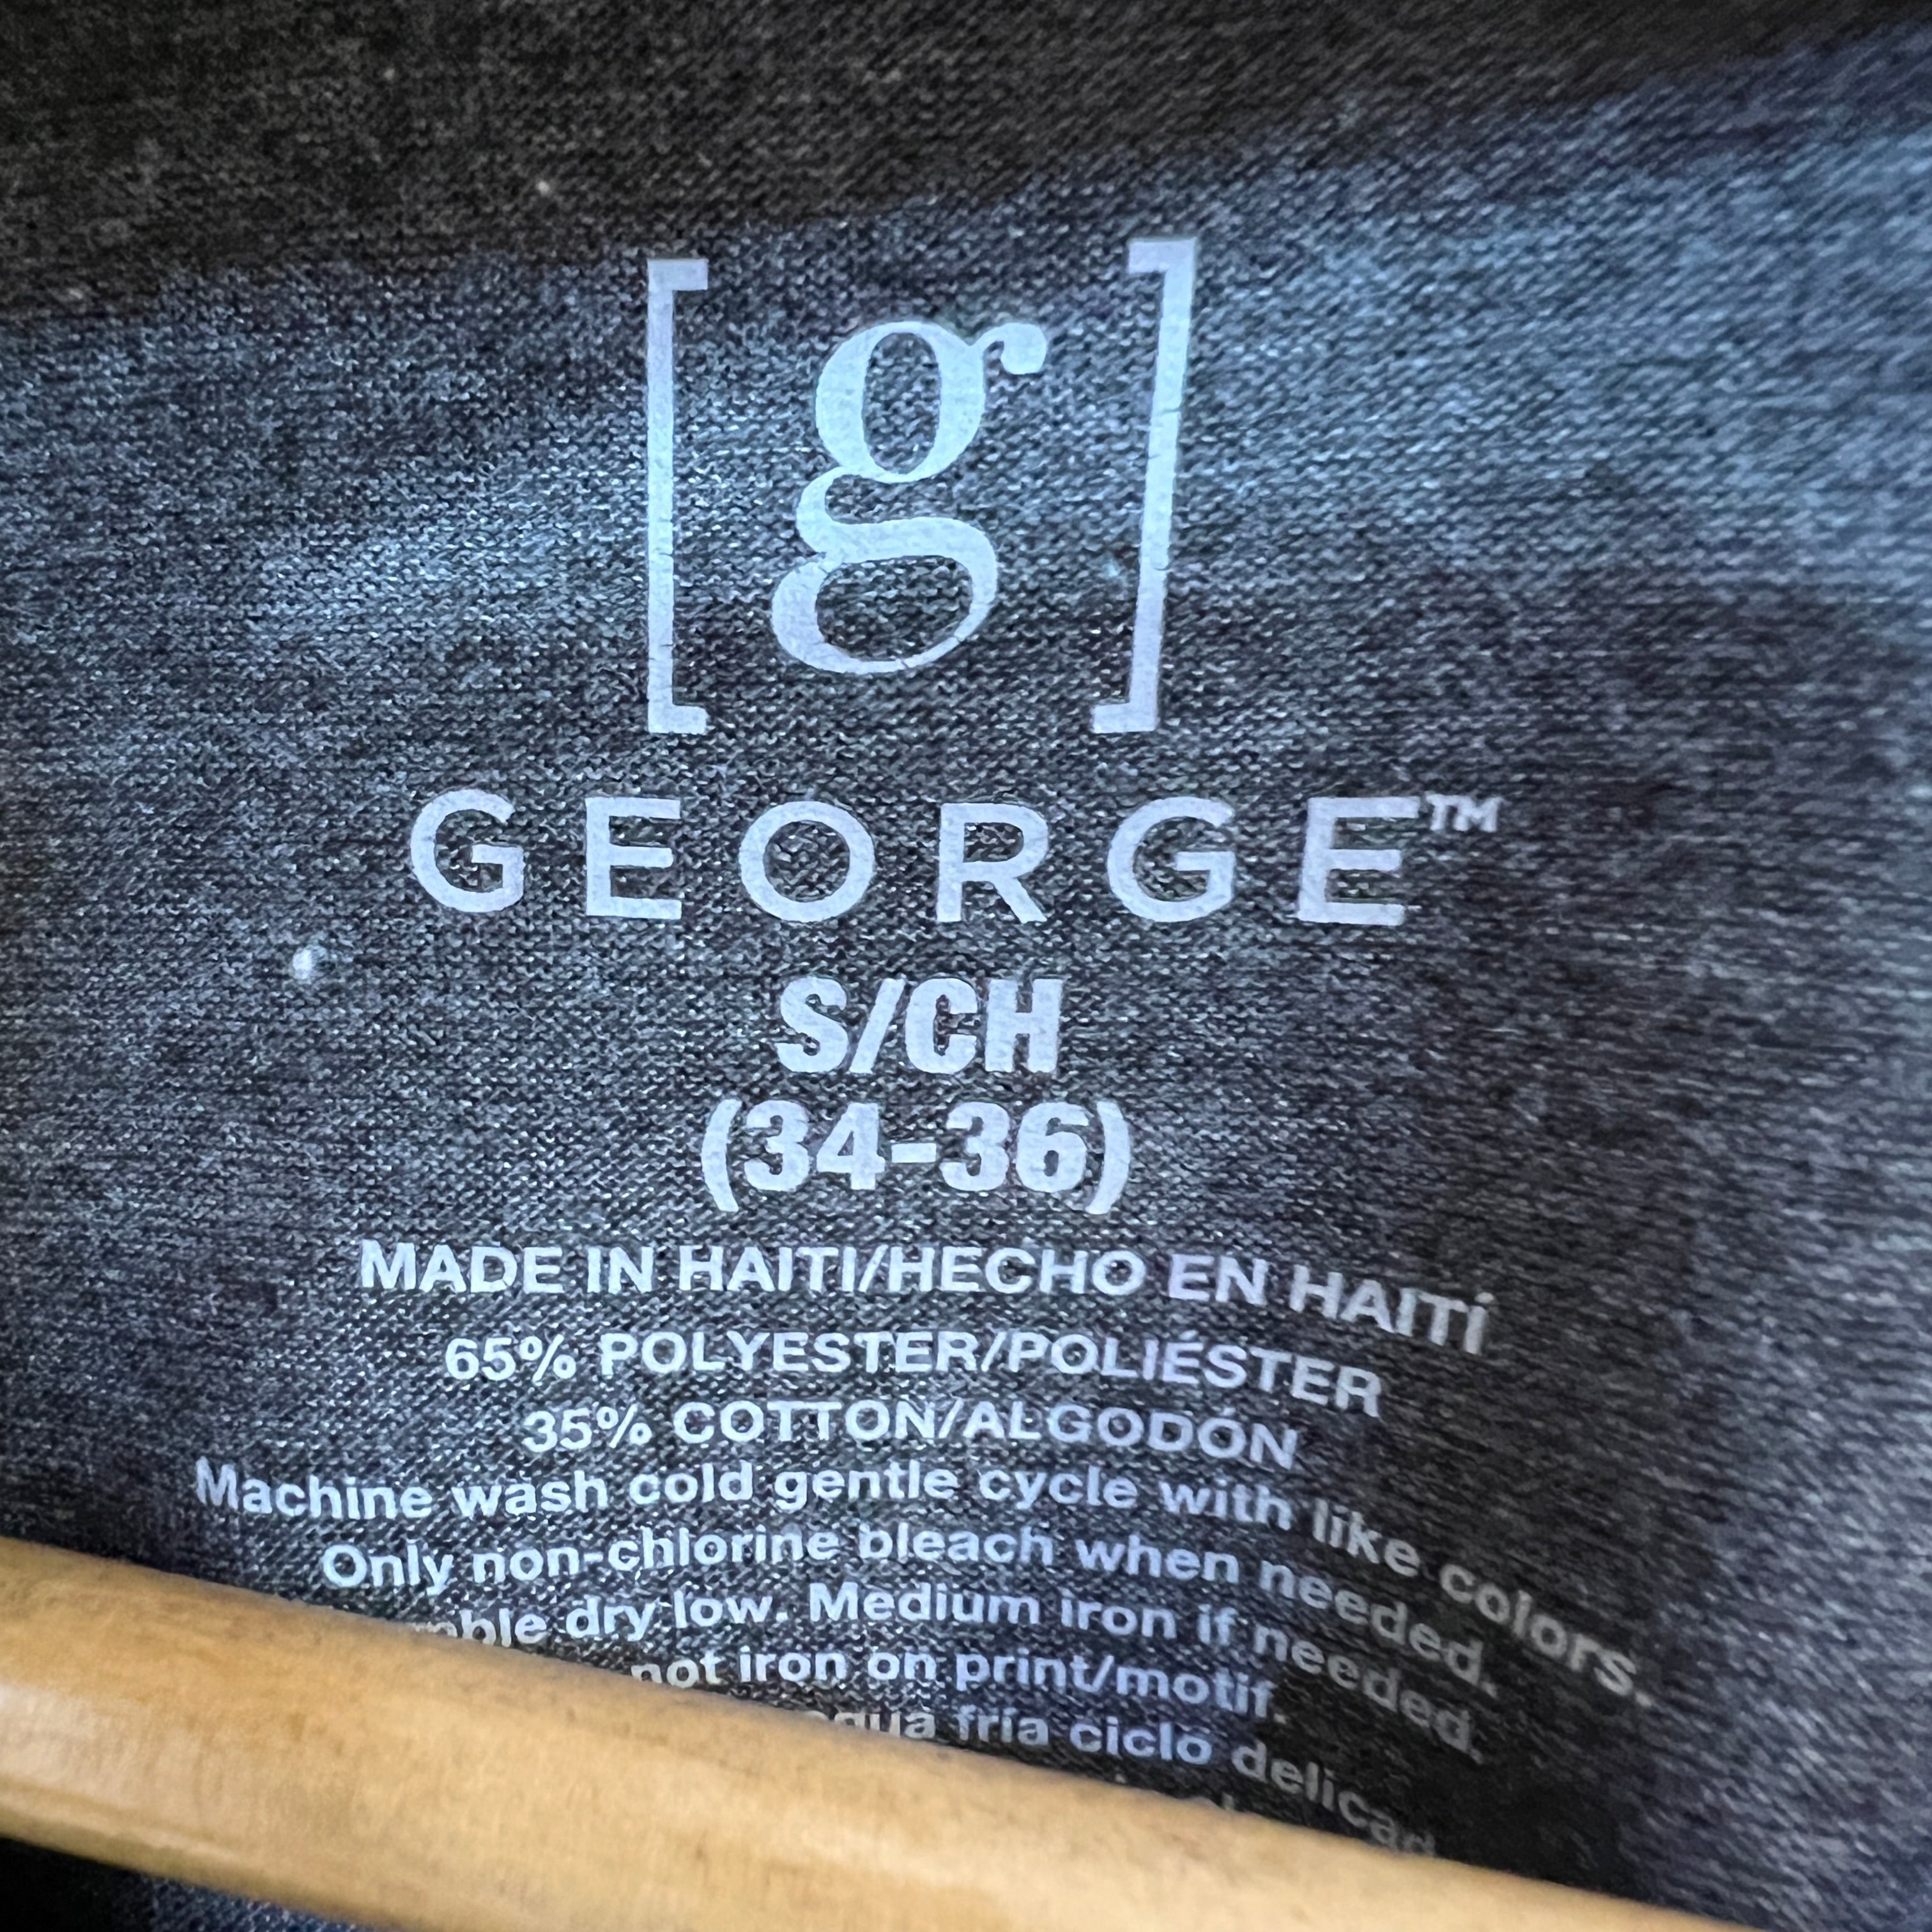 [g]
GEORGE™
S/CH
(34-36)
MADE IN HAITI/HECHO EN HAITÍ
65% POLYESTER/POLIÉSTER
35% COTTON/ALGODÓN
Machine wash cold gentle cycle with like colors.
Only non-chlorine bleach when needed.
dry low. Medium iron if needed.
not iron on print/motif.
fría ciclo